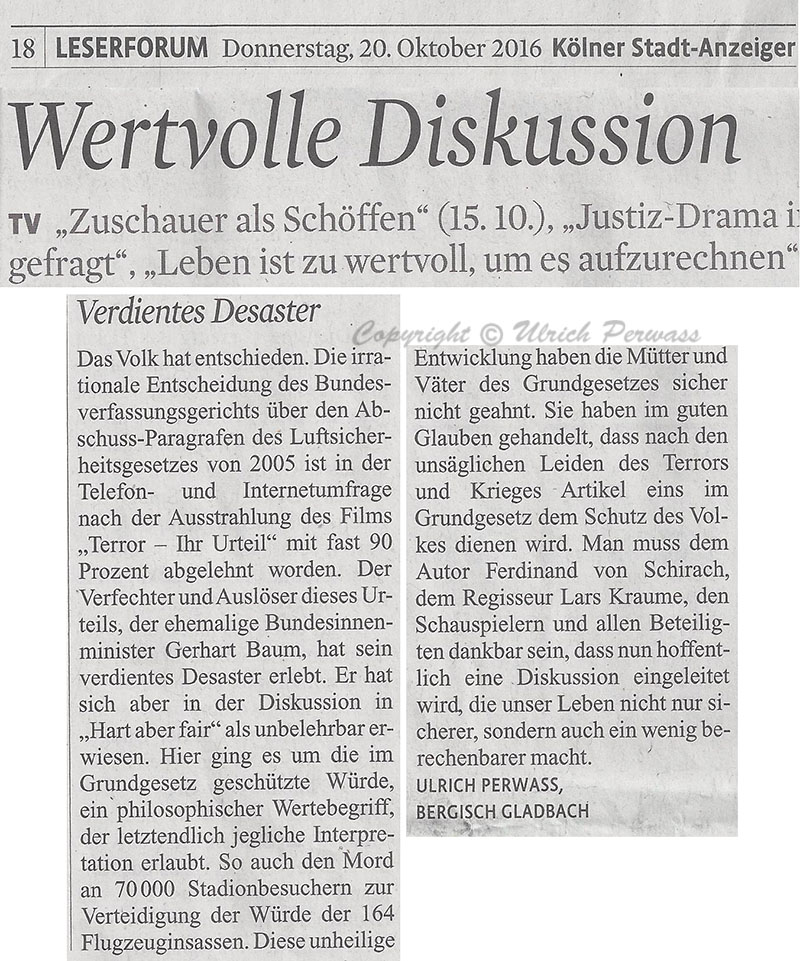 18 LESERFORUM Donnerstag, 20. Oktober 2016 Kölner Stadt-Anzeiger
Wertvolle Diskussion
TV „Zuschauer als Schöffen“ (15. 10.), „Justiz-Drama i
gefragt“, „Leben ist zu wertvoll, um es aufzurechnen“
Verdientes Desaster
Copyright © Ulrich Perwass
Das Volk hat entschieden. Die irra-
tionale Entscheidung des Bundes-
verfassungsgerichts über den Ab-
schuss-Paragrafen des Luftsicher-
heitsgesetzes von 2005 ist in der
Telefon- und Internetumfrage
nach der Ausstrahlung des Films
„Terror – Ihr Urteil“ mit fast 90
Prozent abgelehnt worden. Der
Verfechter und Auslöser dieses Ur-
teils, der ehemalige Bundesinnen-
minister Gerhart Baum, hat sein
verdientes Desaster erlebt. Er hat
sich aber in der Diskussion in
„Hart aber fair“ als unbelehrbar er-
wiesen. Hier ging es um die im
Grundgesetz geschützte Würde,
ein philosophischer Wertebegriff,
der letztendlich jegliche Interpre-
tation erlaubt. So auch den Mord
an 70 000 Stadionbesuchern zur
Verteidigung der Würde der 164
Flugzeuginsassen. Diese unheilige
Entwicklung haben die Mütter und
Väter des Grundgesetzes sicher
nicht geahnt. Sie haben im guten
Glauben gehandelt, dass nach den
unsäglichen Leiden des Terrors
und Krieges Artikel eins im
Grundgesetz dem Schutz des Vol-
kes dienen wird. Man muss dem
Autor Ferdinand von Schirach,
dem Regisseur Lars Kraume, den
Schauspielern und allen Beteilig-
ten dankbar sein, dass nun hoffent-
lich eine Diskussion eingeleitet
wird, die unser Leben nicht nur si-
cherer, sondern auch ein wenig be-
rechenbarer macht.
ULRICH PERWASS,
BERGISCH GLADBACH